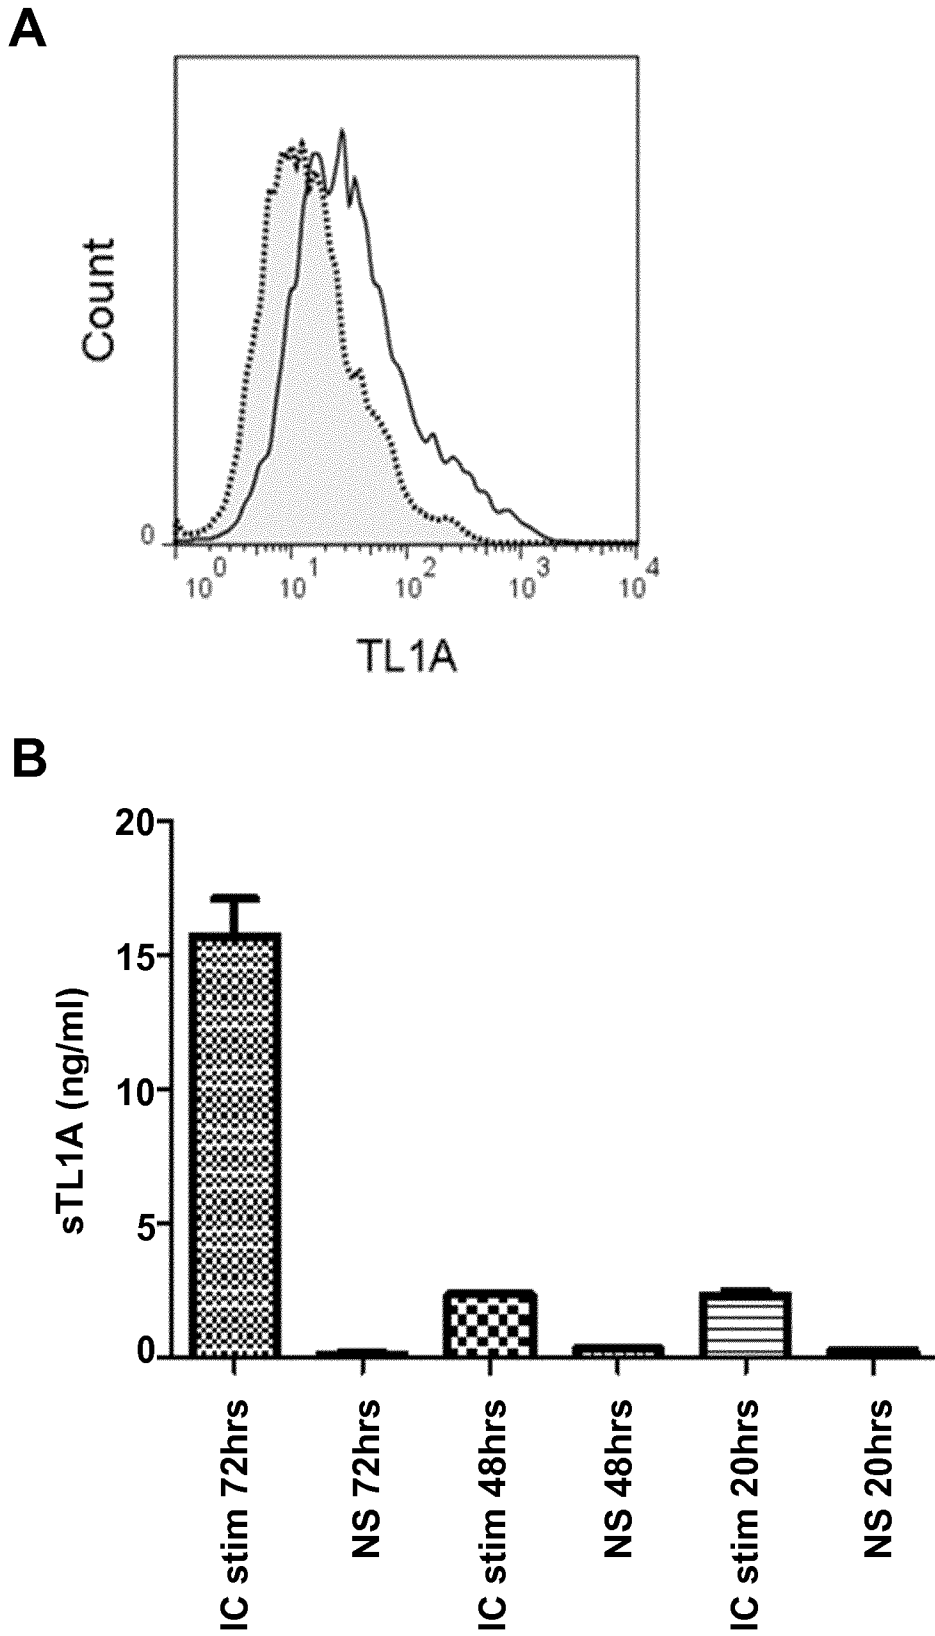 A
Count
0
10^0 10^1 10^2 10^3 10^4
TL1A
B
sTL1A (ng/ml)
20
15
10
5
0
IC stim 72hrs
NS 72hrs
IC stim 48hrs
NS 48hrs
IC stim 20hrs
NS 20hrs